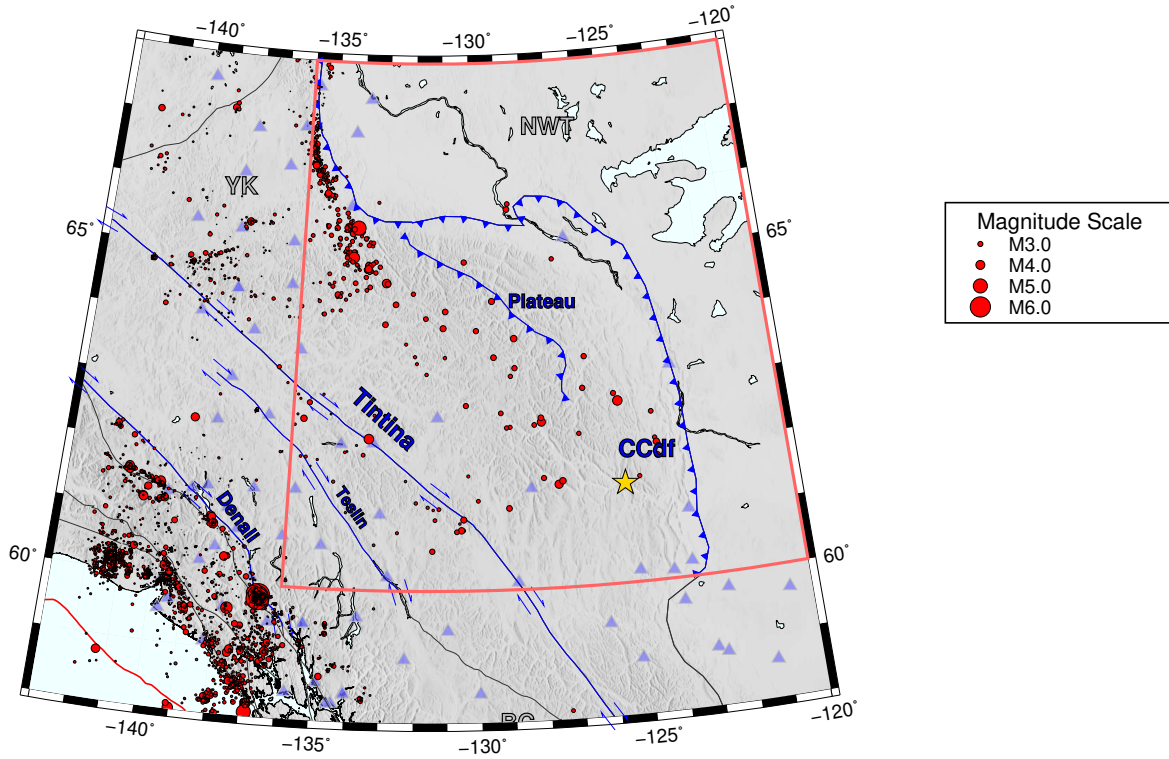 −140°
−135°
−130°
−125°
−120°
NWT
YK
65°
65°
Plateau
Tintina
CCdf
Teslin
Denali
60°
60°
BC
−140°
−135°
−130°
−125°
−120°
Magnitude Scale
M3.0
M4.0
M5.0
M6.0